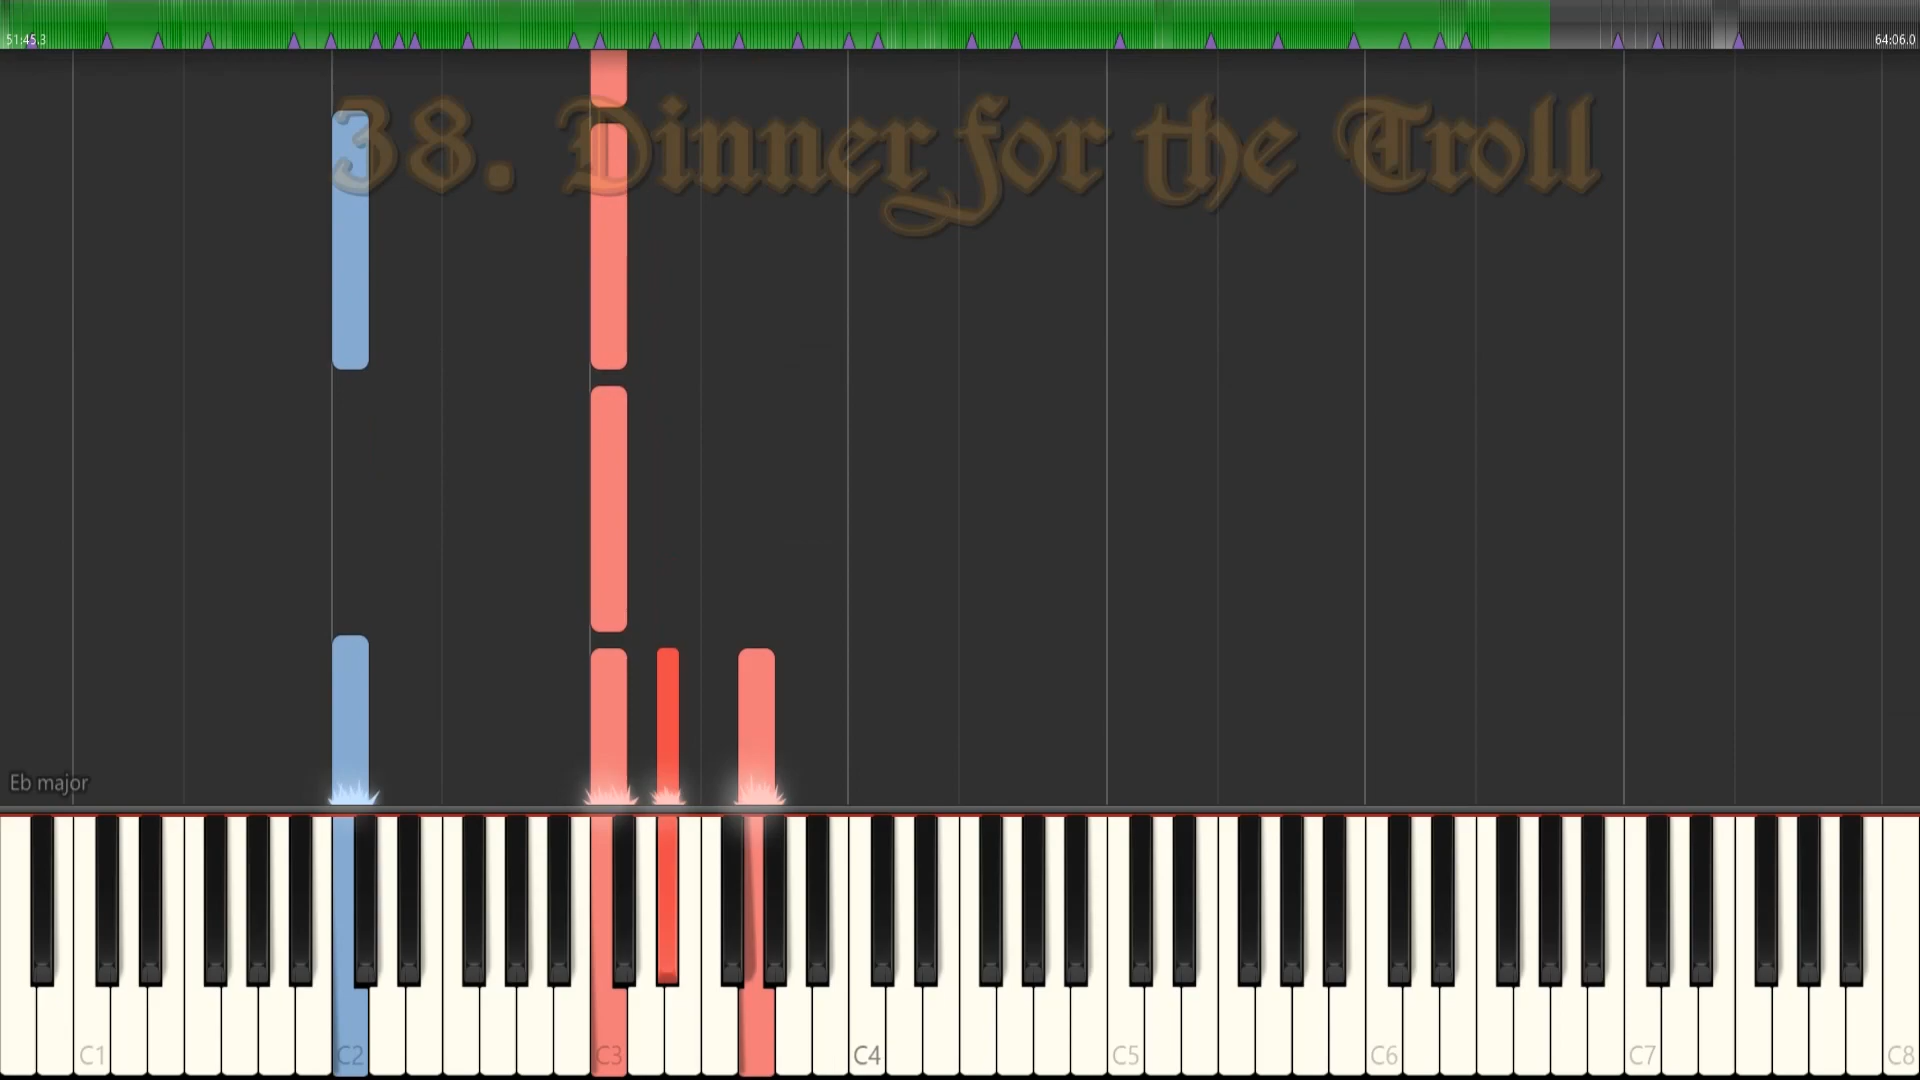 51:45.3
64:06.0
38. Dinner for the Troll
Eb major
C1 C2 C3 C4 C5 C6 C7 C8